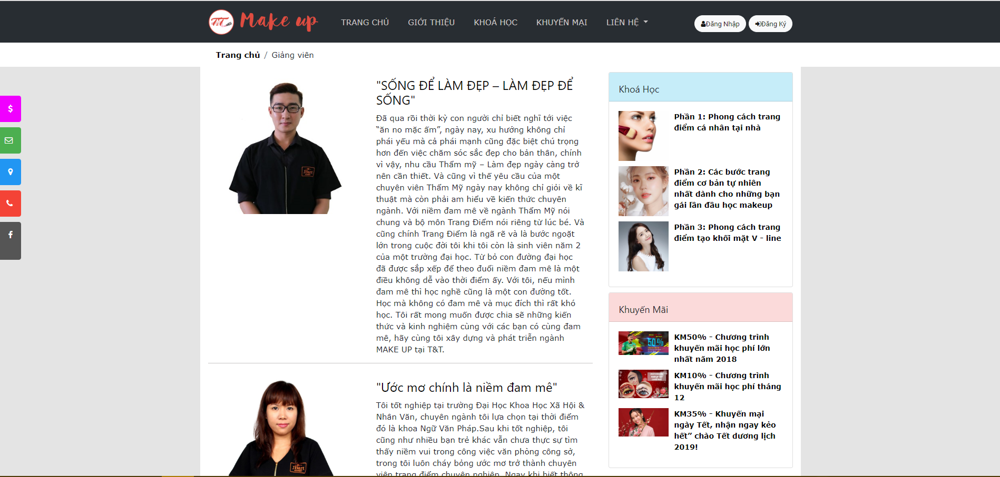 T&T Make up
TRANG CHỦ
GIỚI THIỆU
KHOÁ HỌC
KHUYẾN MẠI
LIÊN HỆ
Đăng Nhập
Đăng Ký
Trang chủ / Giảng viên
"SỐNG ĐỂ LÀM ĐẸP – LÀM ĐẸP ĐỂ
SỐNG"
Đã qua rồi thời kỳ con người chỉ biết nghĩ tới việc
“ăn no mặc ấm”, ngày nay, xu hướng không chỉ
phái yếu mà cả phái mạnh cũng đặc biệt chú trọng
hơn đến việc chăm sóc sắc đẹp cho bản thân, chính
vì vậy, nhu cầu Thẩm mỹ – Làm đẹp ngày càng trở
nên cần thiết. Và cũng vì thế yêu cầu của một
chuyên viên Thẩm Mỹ ngày nay không chỉ giỏi về kĩ
thuật mà còn phải am hiểu về kiến thức chuyên
ngành. Với niềm đam mê về ngành Thẩm Mỹ nói
chung và bộ môn Trang Điểm nói riêng từ lúc bé. Và
cũng chính Trang Điểm là ngã rẽ và là bước ngoặt
lớn trong cuộc đời tôi khi tôi còn là sinh viên năm 2
của một trường đại học. Từ bỏ con đường đại học
đã được sắp xếp để theo đuổi niềm đam mê là một
điều không dễ vào thời điểm ấy. Với tôi, nếu mình
đam mê thì học nghề cũng là một con đường tốt.
Học mà không có đam mê và mục đích thì rất khó
học. Tôi rất mong muốn được chia sẽ những kiến
thức và kinh nghiệm cùng với các bạn có cùng đam
mê, hãy cùng tôi xây dựng và phát triển ngành
MAKE UP tại T&T.
JBart
"Ước mơ chính là niềm đam mê"
Tôi tốt nghiệp tại trường Đại Học Khoa Học Xã Hội &
Nhân Văn, chuyên ngành tôi lựa chọn tại thời điểm
đó là khoa Ngữ Văn Pháp.Sau khi tốt nghiệp, tôi
cũng như nhiều bạn trẻ khác vẫn chưa thực sự tìm
thấy niềm vui trong công việc văn phòng công sở,
trong tôi luôn cháy bỏng ước mơ trở thành chuyên
viên trang điểm chuyên nghiệp. Ngay khi biết thông
JBart
Khoá Học
Phần 1: Phong cách trang
điểm cá nhân tại nhà
Phần 2: Các bước trang
điểm cơ bản tự nhiên
nhất dành cho những bạn
gái lần đầu học makeup
Phần 3: Phong cách trang
điểm tạo khối mặt V - line
Khuyến Mãi
50%
KM50% - Chương trình
khuyến mãi học phí lớn
nhất năm 2018
KM10% - Chương trình
khuyến mãi học phí tháng
12
KM35% - Khuyến mại
ngày Tết, nhận ngay kẻo
hết” chào Tết dương lịch
2019!